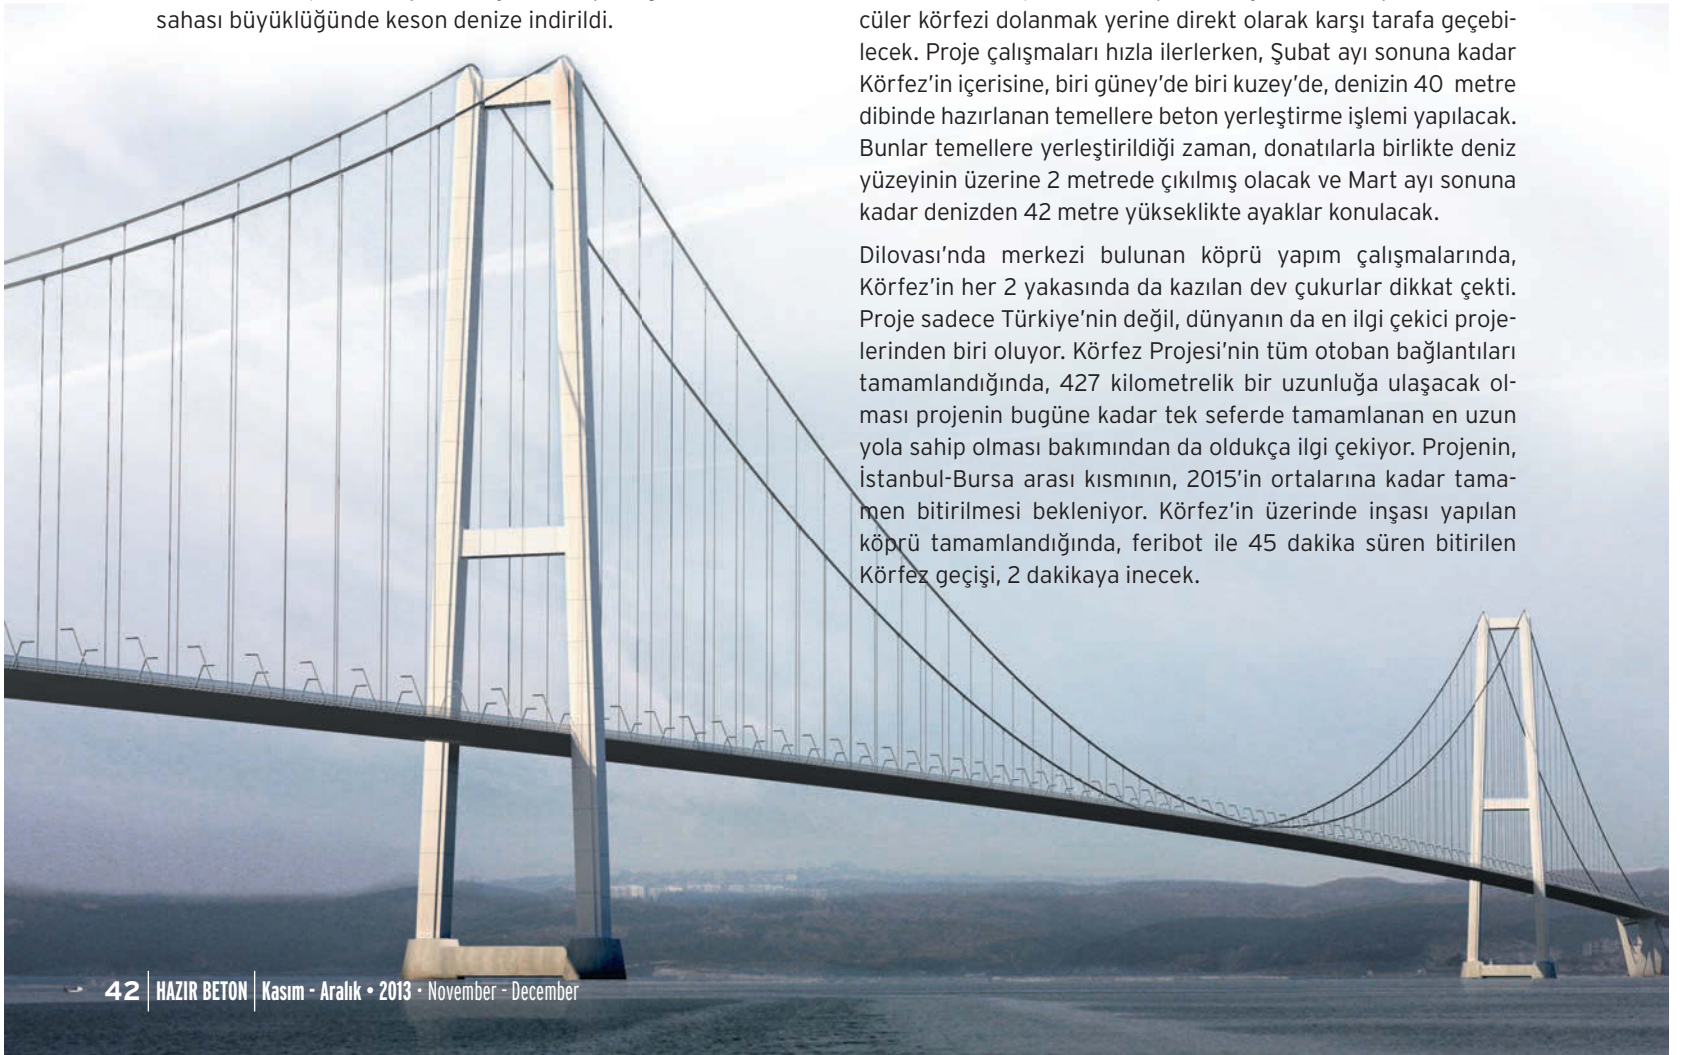 sahası büyüklüğünde keson denize indirildi.
cüler körfezi dolanmak yerine direkt olarak karşı tarafa geçebi-
lecek. Proje çalışmaları hızla ilerlerken, Şubat ayı sonuna kadar
Körfez’in içerisine, biri güney’de biri kuzey’de, denizin 40 metre
dibinde hazırlanan temellere beton yerleştirme işlemi yapılacak.
Bunlar temellere yerleştirildiği zaman, donatılarla birlikte deniz
yüzeyinin üzerine 2 metrede çıkılmış olacak ve Mart ayı sonuna
kadar denizden 42 metre yükseklikte ayaklar konulacak.
Dilovası’nda merkezi bulunan köprü yapım çalışmalarında,
Körfez’in her 2 yakasında da kazılan dev çukurlar dikkat çekti.
Proje sadece Türkiye’nin değil, dünyanın da en ilgi çekici proje-
lerinden biri oluyor. Körfez Projesi’nin tüm otoban bağlantıları
tamamlandığında, 427 kilometrelik bir uzunluğa ulaşacak ol-
ması projenin bugüne kadar tek seferde tamamlanan en uzun
yola sahip olması bakımından da oldukça ilgi çekiyor. Projenin,
İstanbul-Bursa arası kısmının, 2015’in ortalarına kadar tama-
men bitirilmesi bekleniyor. Körfez’in üzerinde inşası yapılan
köprü tamamlandığında, feribot ile 45 dakika süren bitirilen
Körfez geçişi, 2 dakikaya inecek.
42 | HAZIR BETON | Kasım - Aralık • 2013 • November - December